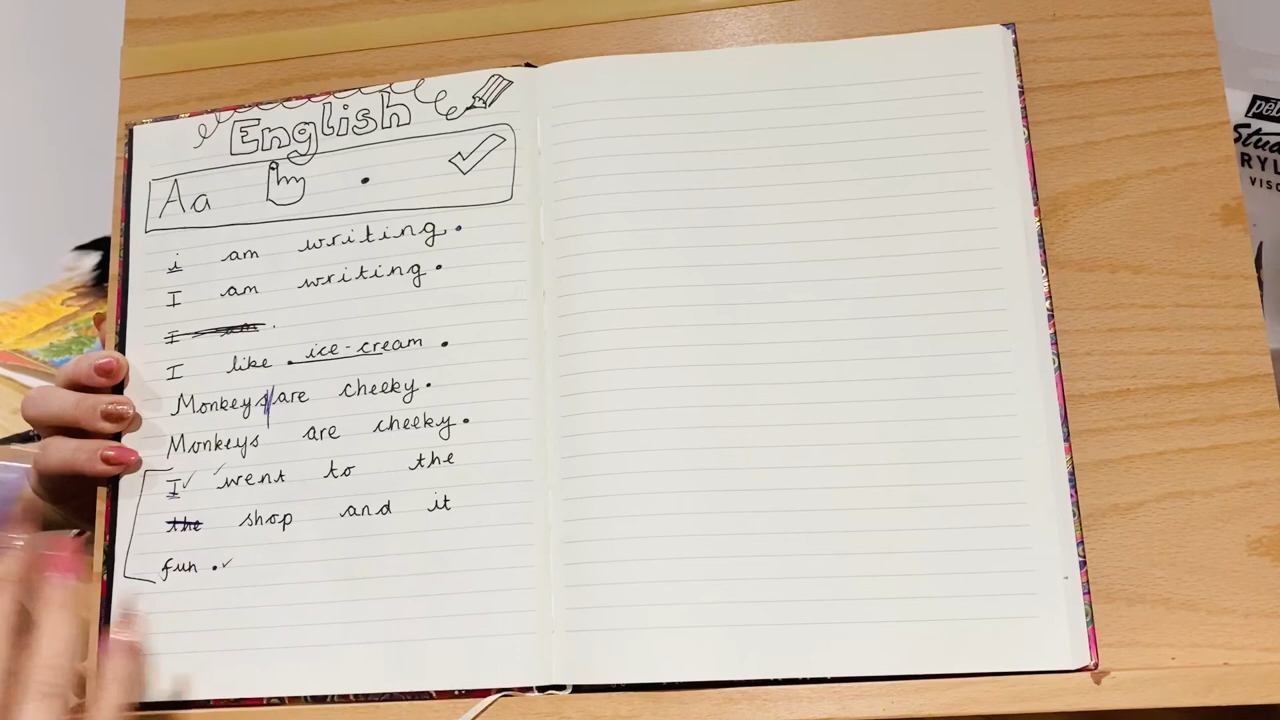 English
Aa .
i am writing.
I am writing.
I am.
I like ice-cream.
Monkeys are cheeky.
Monkeys are cheeky.
I went to the
the shop and it
fun.